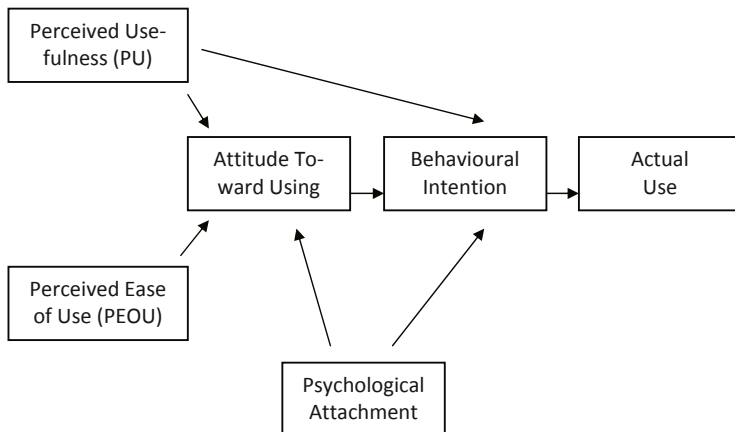 Perceived Use-
fulness (PU)
Attitude To-
ward Using
Behavioural
Intention
Actual
Use
Perceived Ease
of Use (PEOU)
Psychological
Attachment